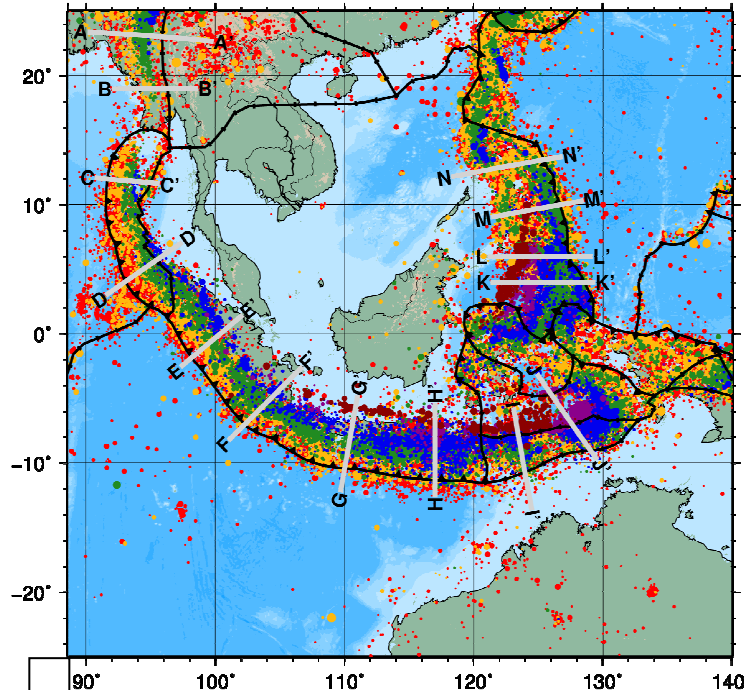 A A'
20°
B B'
C C'
N N'
10°
M M'
D D'
L L'
K K'
0°
E E'
F F'
G G'
H H
J J
I I'
−10°
−20°
90° 100° 110° 120° 130° 140